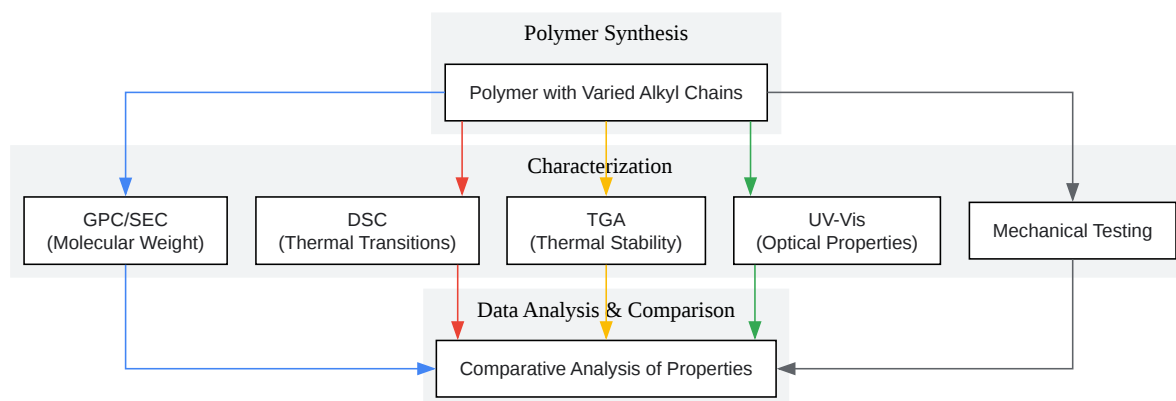 Polymer Synthesis
Polymer with Varied Alkyl Chains
Characterization
GPC/SEC
(Molecular Weight)
DSC
(Thermal Transitions)
TGA
(Thermal Stability)
UV-Vis
(Optical Properties)
Mechanical Testing
Data Analysis & Comparison
Comparative Analysis of Properties